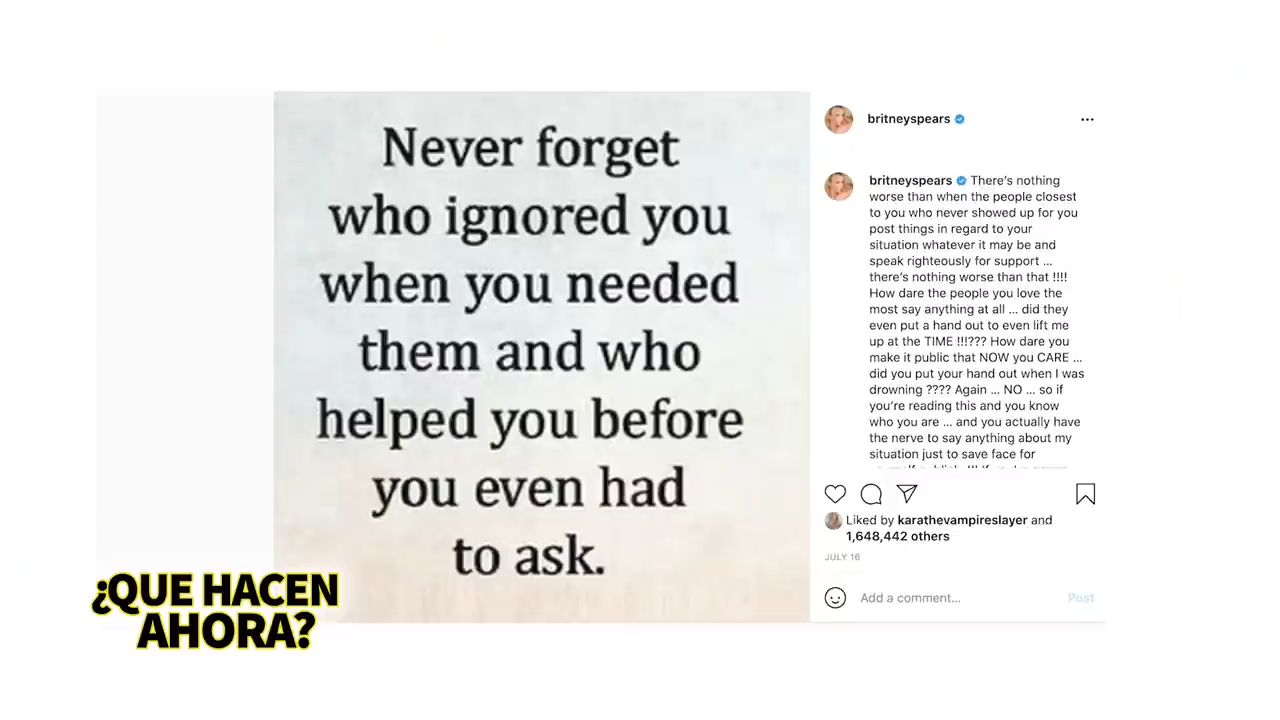 Never forget
who ignored you
when you needed
them and who
helped you before
you even had
to ask.
britneyspears
britneyspears There's nothing
worse than when the people closest
to you who never showed up for you
post things in regard to your
situation whatever it may be and
speak righteously for support ...
there's nothing worse than that !!!!
How dare the people you love the
most say anything at all ... did they
even put a hand out to even lift me
up at the TIME !!!??? How dare you
make it public that NOW you CARE ...
did you put your hand out when I was
drowning ???? Again ... NO ... so if
you're reading this and you know
who you are ... and you actually have
the nerve to say anything about my
situation just to save face for
Liked by karathevampireslayer and
1,648,442 others
JULY 16
Add a comment...
Post
¿QUE HACEN
AHORA?